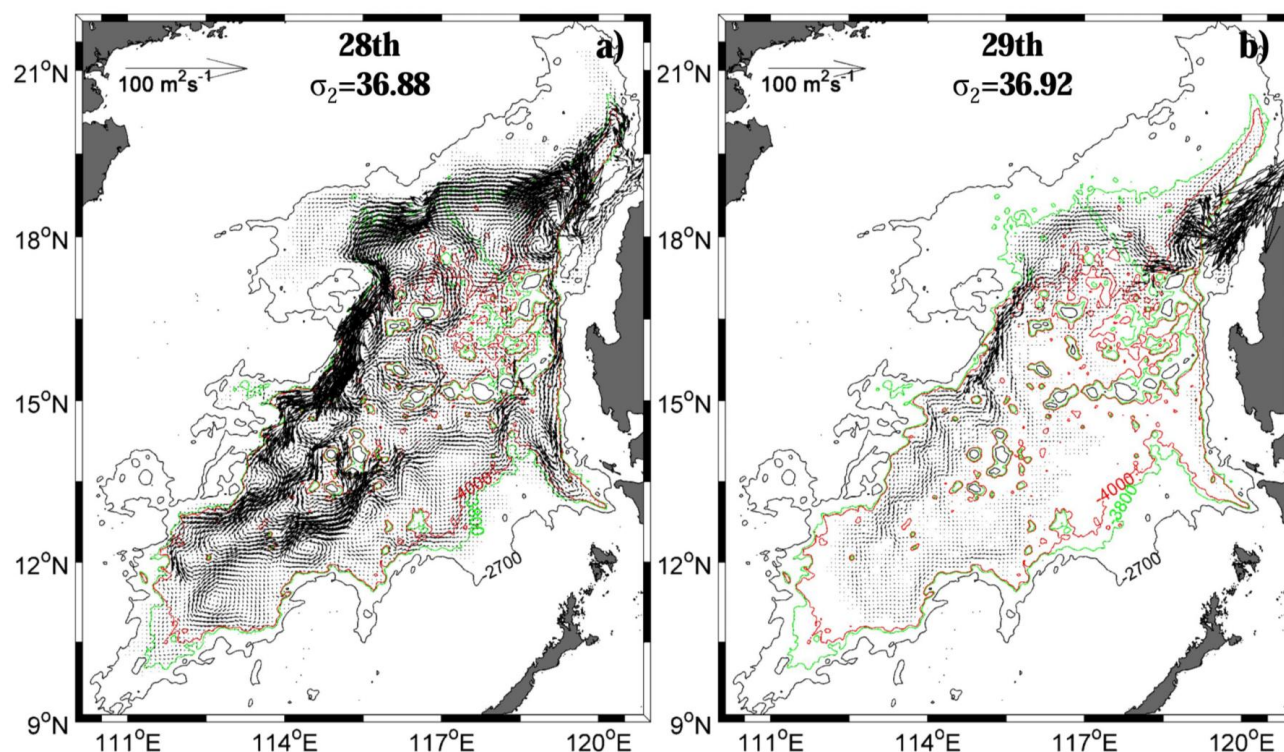 28th
a)
σ₂=36.88
100 m²s⁻¹
21°N
18°N
15°N
12°N
9°N
-4000
-2700
111°E
114°E
117°E
120°E
29th
b)
σ₂=36.92
100 m²s⁻¹
21°N
18°N
15°N
12°N
9°N
-4000
-3800
-2700
111°E
114°E
117°E
120°E